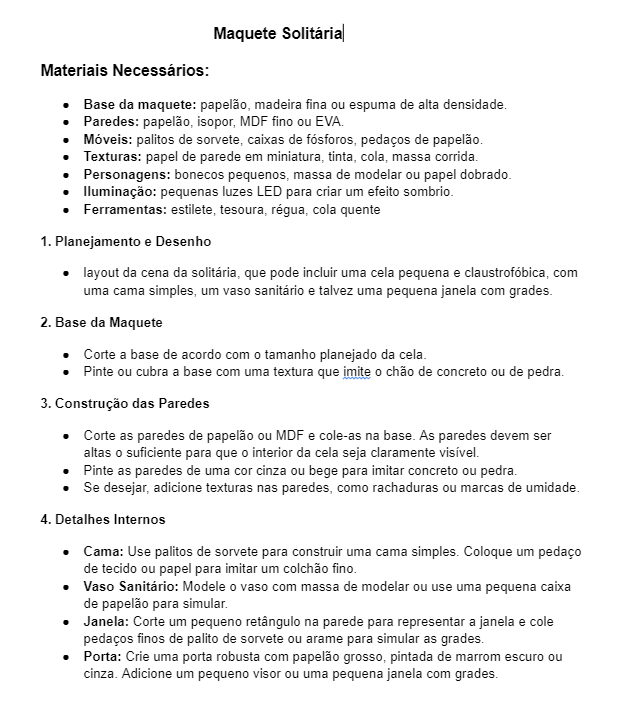 Maquete Solitária
Materiais Necessários:
● Base da maquete: papelão, madeira fina ou espuma de alta densidade.
● Paredes: papelão, isopor, MDF fino ou EVA.
● Móveis: palitos de sorvete, caixas de fósforos, pedaços de papelão.
● Texturas: papel de parede em miniatura, tinta, cola, massa corrida.
● Personagens: bonecos pequenos, massa de modelar ou papel dobrado.
● Iluminação: pequenas luzes LED para criar um efeito sombrio.
● Ferramentas: estilete, tesoura, régua, cola quente
1. Planejamento e Desenho
● layout da cena da solitária, que pode incluir uma cela pequena e claustrofóbica, com
uma cama simples, um vaso sanitário e talvez uma pequena janela com grades.
2. Base da Maquete
● Corte a base de acordo com o tamanho planejado da cela.
● Pinte ou cubra a base com uma textura que imite o chão de concreto ou de pedra.
3. Construção das Paredes
● Corte as paredes de papelão ou MDF e cole-as na base. As paredes devem ser
altas o suficiente para que o interior da cela seja claramente visível.
● Pinte as paredes de uma cor cinza ou bege para imitar concreto ou pedra.
● Se desejar, adicione texturas nas paredes, como rachaduras ou marcas de umidade.
4. Detalhes Internos
● Cama: Use palitos de sorvete para construir uma cama simples. Coloque um pedaço
de tecido ou papel para imitar um colchão fino.
● Vaso Sanitário: Modele o vaso com massa de modelar ou use uma pequena caixa
de papelão para simular.
● Janela: Corte um pequeno retângulo na parede para representar a janela e cole
pedaços finos de palito de sorvete ou arame para simular as grades.
● Porta: Crie uma porta robusta com papelão grosso, pintada de marrom escuro ou
cinza. Adicione um pequeno visor ou uma pequena janela com grades.